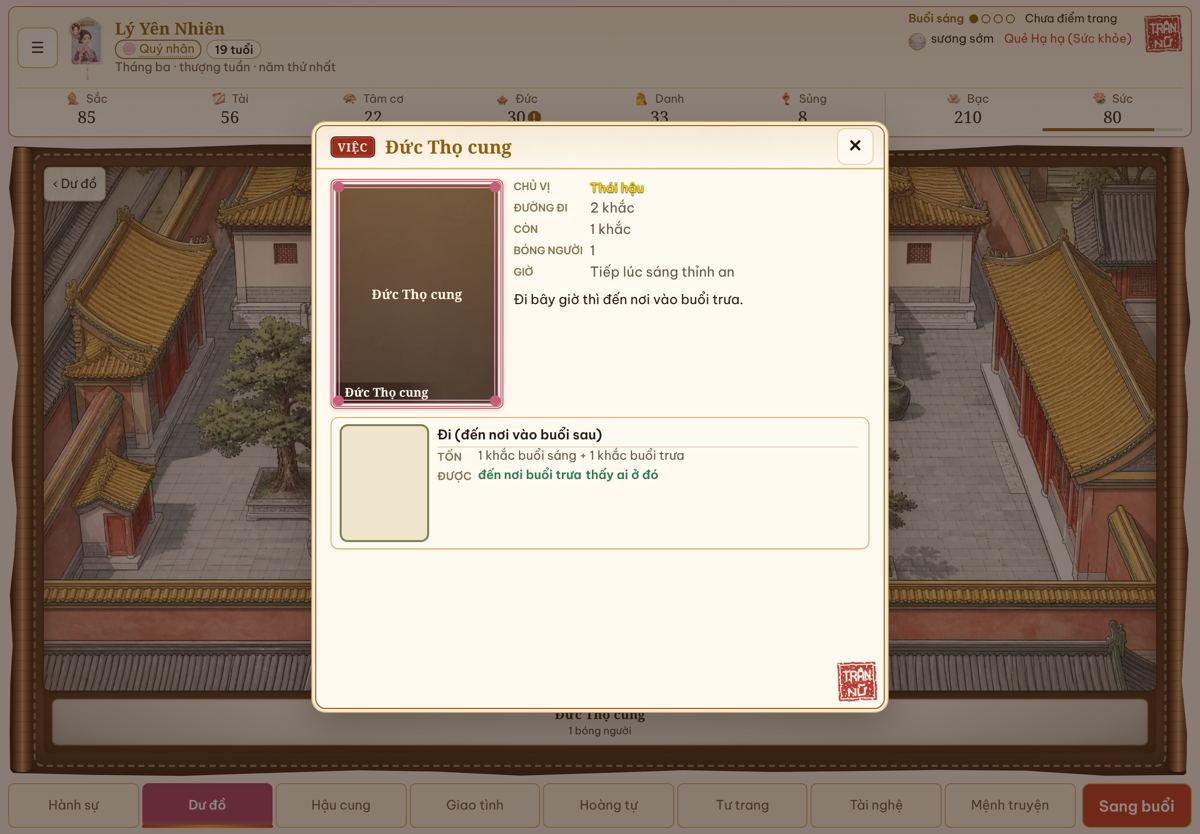 ☰
Lý Yên Nhiên
Quý nhân
19 tuổi
Tháng ba · thượng tuần · năm thứ nhất
Buổi sáng
Chưa điểm trang
sương sớm
Quẻ Hạ hạ (Sức khỏe)
TRÂN NỮ
Sắc
Tài
Tâm cơ
Đức
Danh
Sủng
Bạc
Sức
85
56
22
30
33
8
210
80
‹ Dư đồ
VIỆC
Đức Thọ cung
Đức Thọ cung
Đức Thọ cung
CHỦ VỊ Thái hậu
ĐƯỜNG ĐI 2 khắc
CÒN 1 khắc
BÓNG NGƯỜI 1
GIỜ Tiếp lúc sáng thỉnh an
Đi bây giờ thì đến nơi vào buổi trưa.
Đi (đến nơi vào buổi sau)
TỐN 1 khắc buổi sáng + 1 khắc buổi trưa
ĐƯỢC đến nơi buổi trưa thấy ai ở đó
TRÂN NỮ
Đức Thọ cung
1 bóng người
Hành sự
Dư đồ
Hậu cung
Giao tình
Hoàng tự
Tư trang
Tài nghệ
Mệnh truyện
Sang buổi